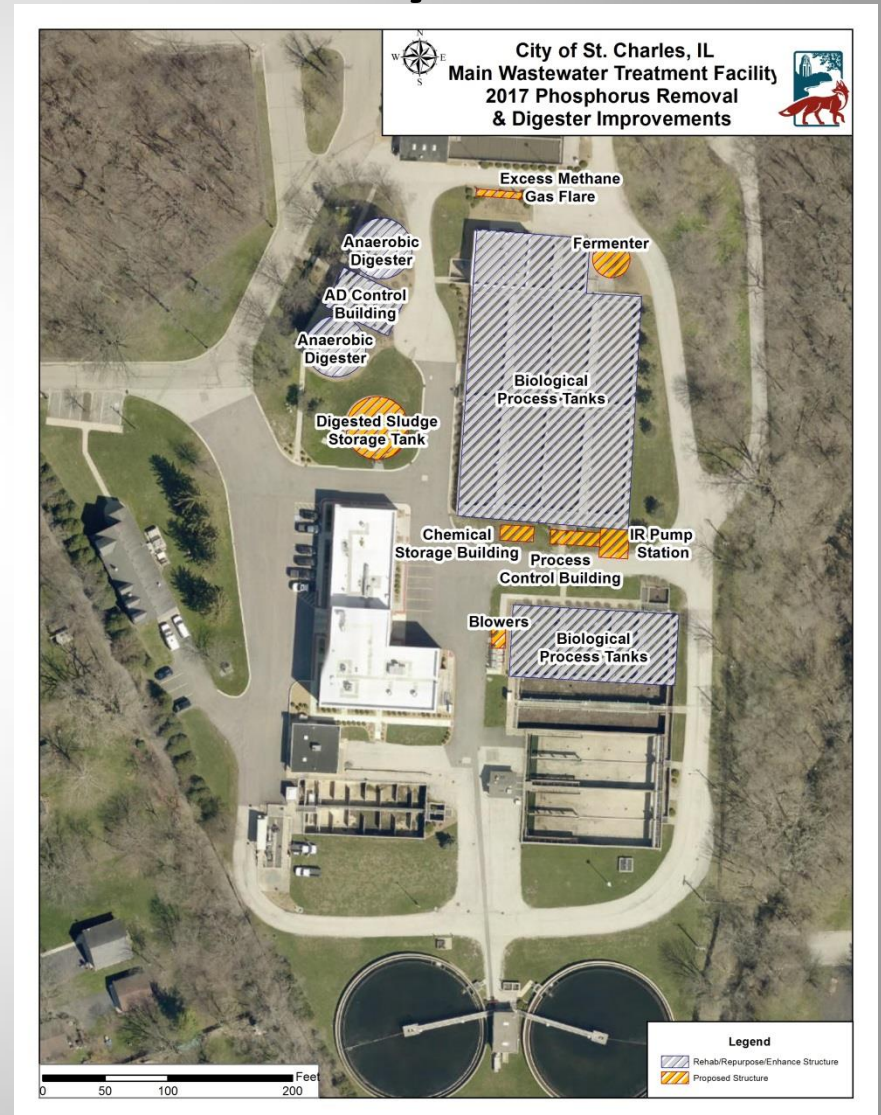 City of St. Charles, IL
Main Wastewater Treatment Facility
2017 Phosphorus Removal
& Digester Improvements
N
W
E
S
Excess Methane
Gas Flare
Anaerobic
Digester
Fermenter
AD Control
Building
Anaerobic
Digester
Biological
Process Tanks
Digested Sludge
Storage Tank
Chemical
Storage Building
Process
Control Building
IR Pump
Station
Blowers
Biological
Process Tanks
Legend
Rehab/Repurpose/Enhance Structure
Proposed Structure
Feet
0 50 100 200